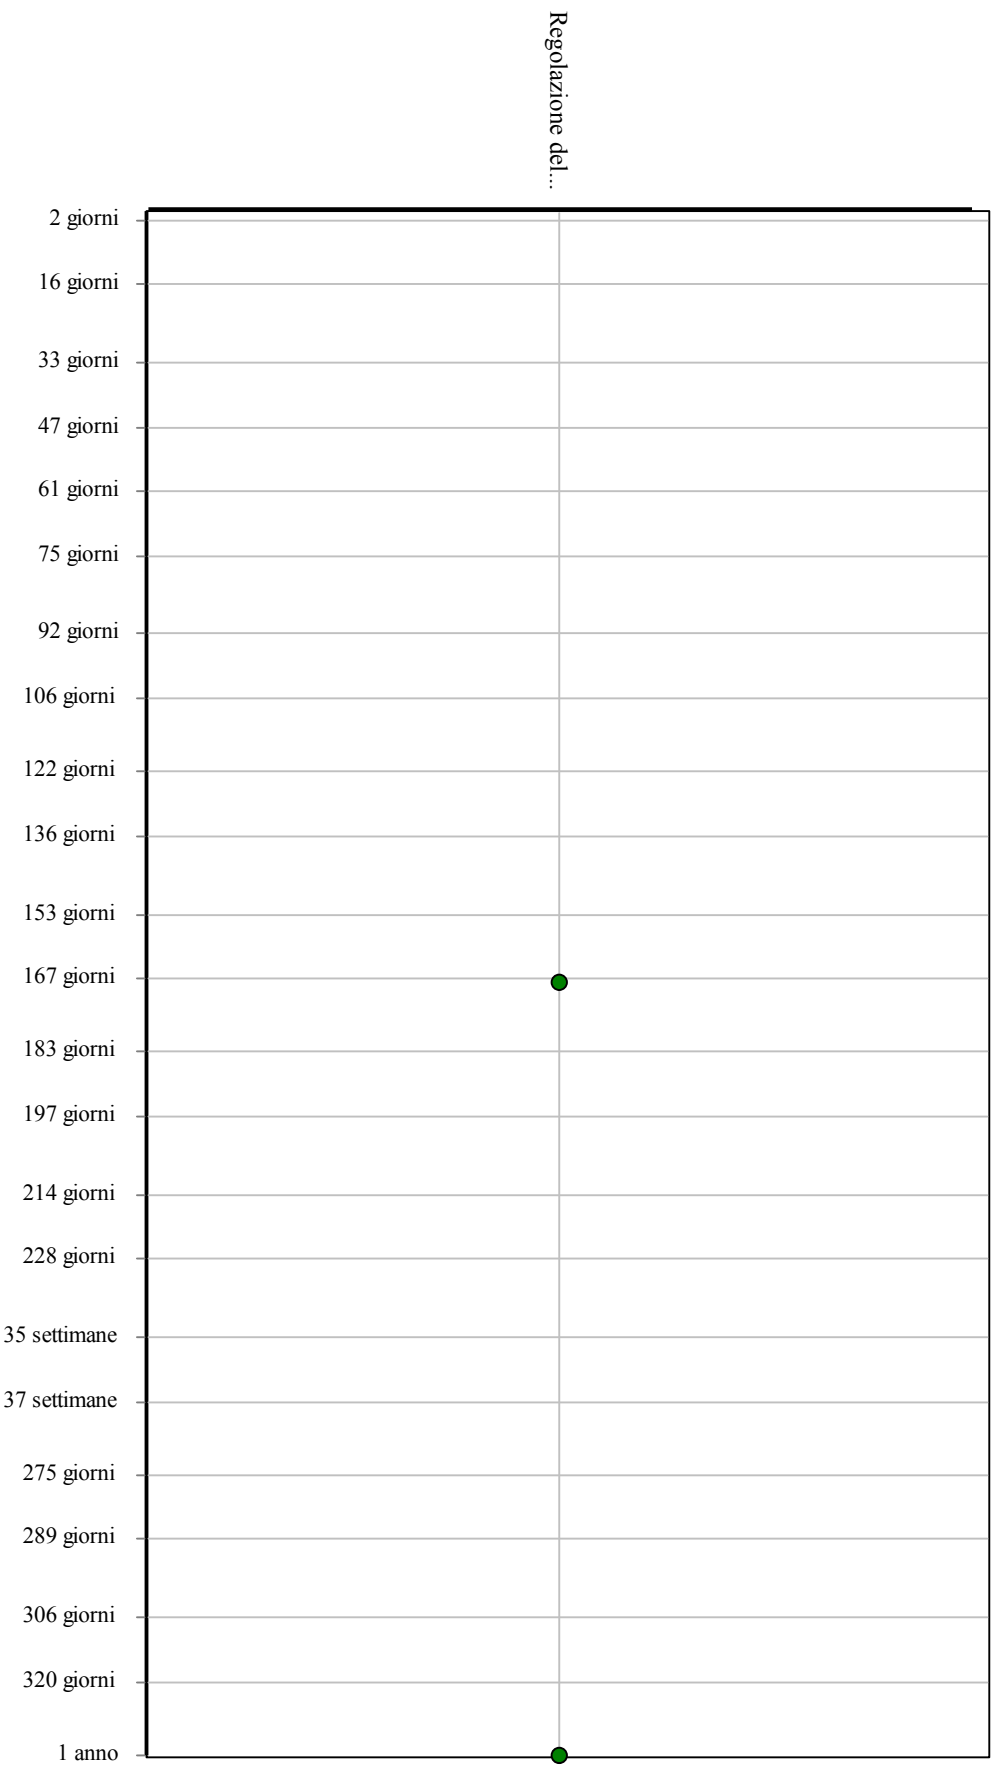 Regolazione del...
2 giorni
16 giorni
33 giorni
47 giorni
61 giorni
75 giorni
92 giorni
106 giorni
122 giorni
136 giorni
153 giorni
167 giorni
183 giorni
197 giorni
214 giorni
228 giorni
35 settimane
37 settimane
275 giorni
289 giorni
306 giorni
320 giorni
1 anno